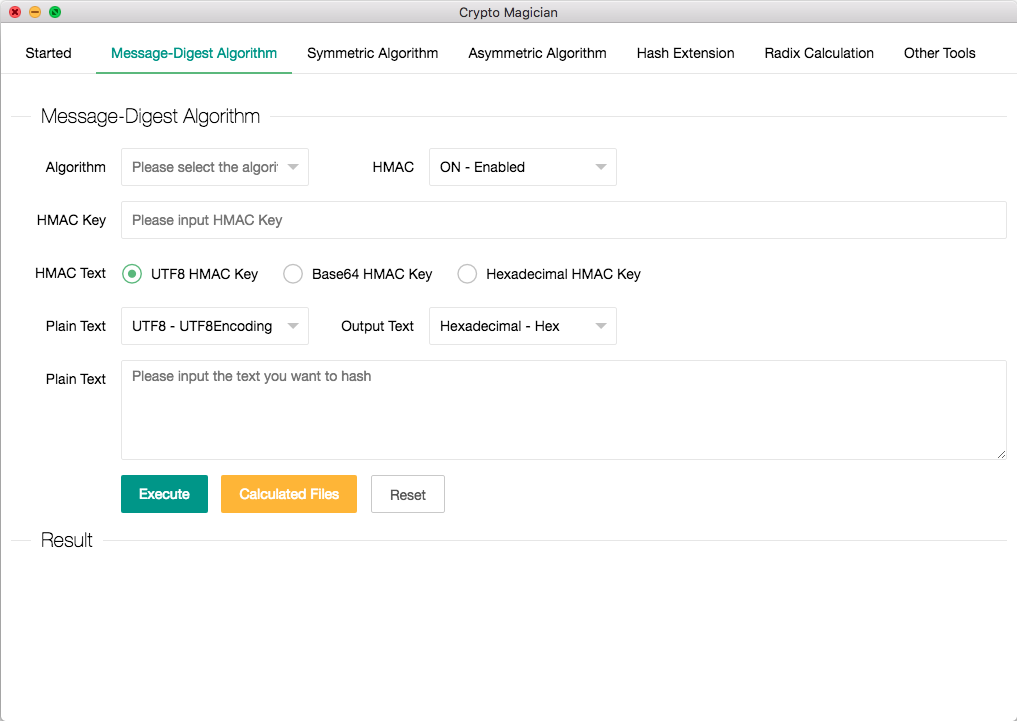 Crypto Magician
Started Message-Digest Algorithm Symmetric Algorithm Asymmetric Algorithm Hash Extension Radix Calculation Other Tools
Message-Digest Algorithm
Algorithm Please select the algori HMAC ON - Enabled
HMAC Key Please input HMAC Key
HMAC Text UTF8 HMAC Key Base64 HMAC Key Hexadecimal HMAC Key
Plain Text UTF8 - UTF8Encoding Output Text Hexadecimal - Hex
Plain Text Please input the text you want to hash
Execute Calculated Files Reset
Result